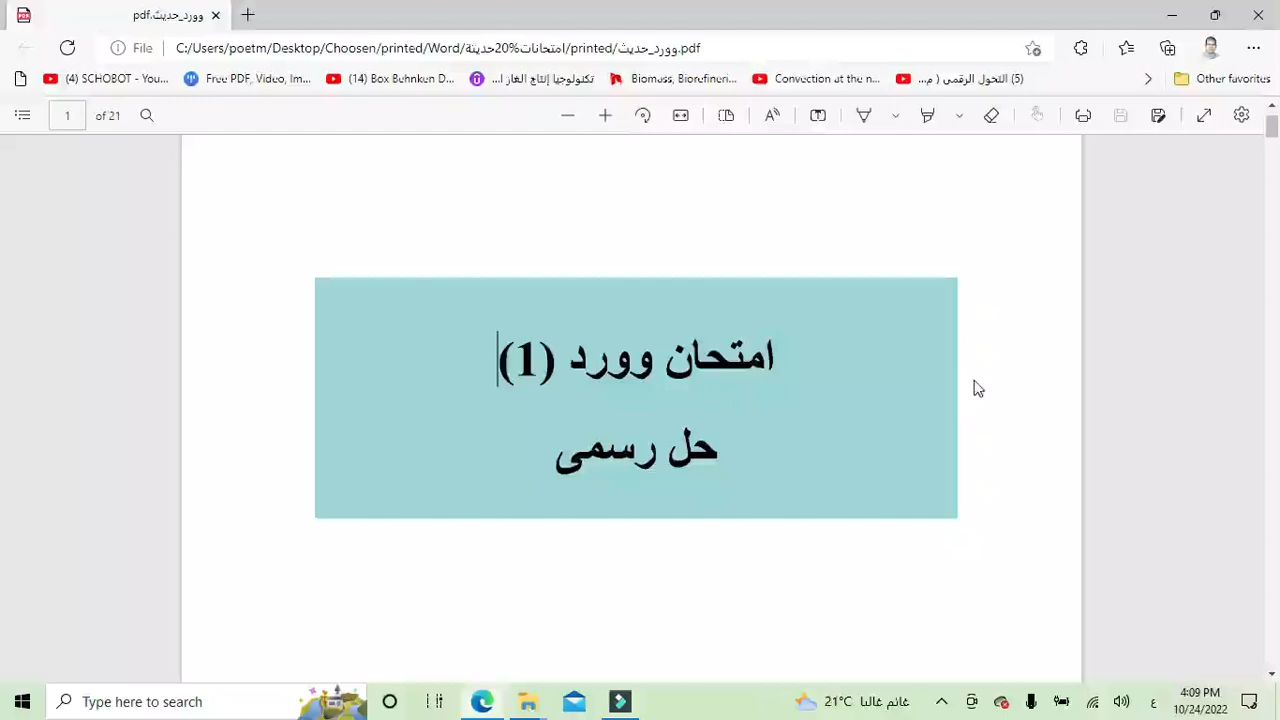 وورد_حديث.pdf
File
C:/Users/poetm/Desktop/Choosen/printed/Word/امتحانات%20حديثة/printed/وورد_حديث.pdf
(4) SCHOBOT - You...
Free PDF, Video, Im...
(14) Box Behnken D...
تكنولوجيا إنتاج الغاز ا...
Biomass, Biorefineri...
Convection at the n...
(5) التحول الرقمى ( م...
Other favorites
1 of 21
امتحان وورد (1)
حل رسمى
Type here to search
21°C غائم غالبا
ع
4:09 PM
10/24/2022